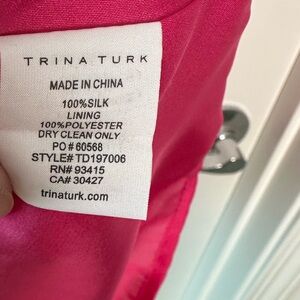 TRINA TURK
MADE IN CHINA
100%SILK
LINING
100%POLYESTER
DRY CLEAN ONLY
PO# 60568
STYLE# TD197006
RN# 93415
CA# 30427
trinaturk.com